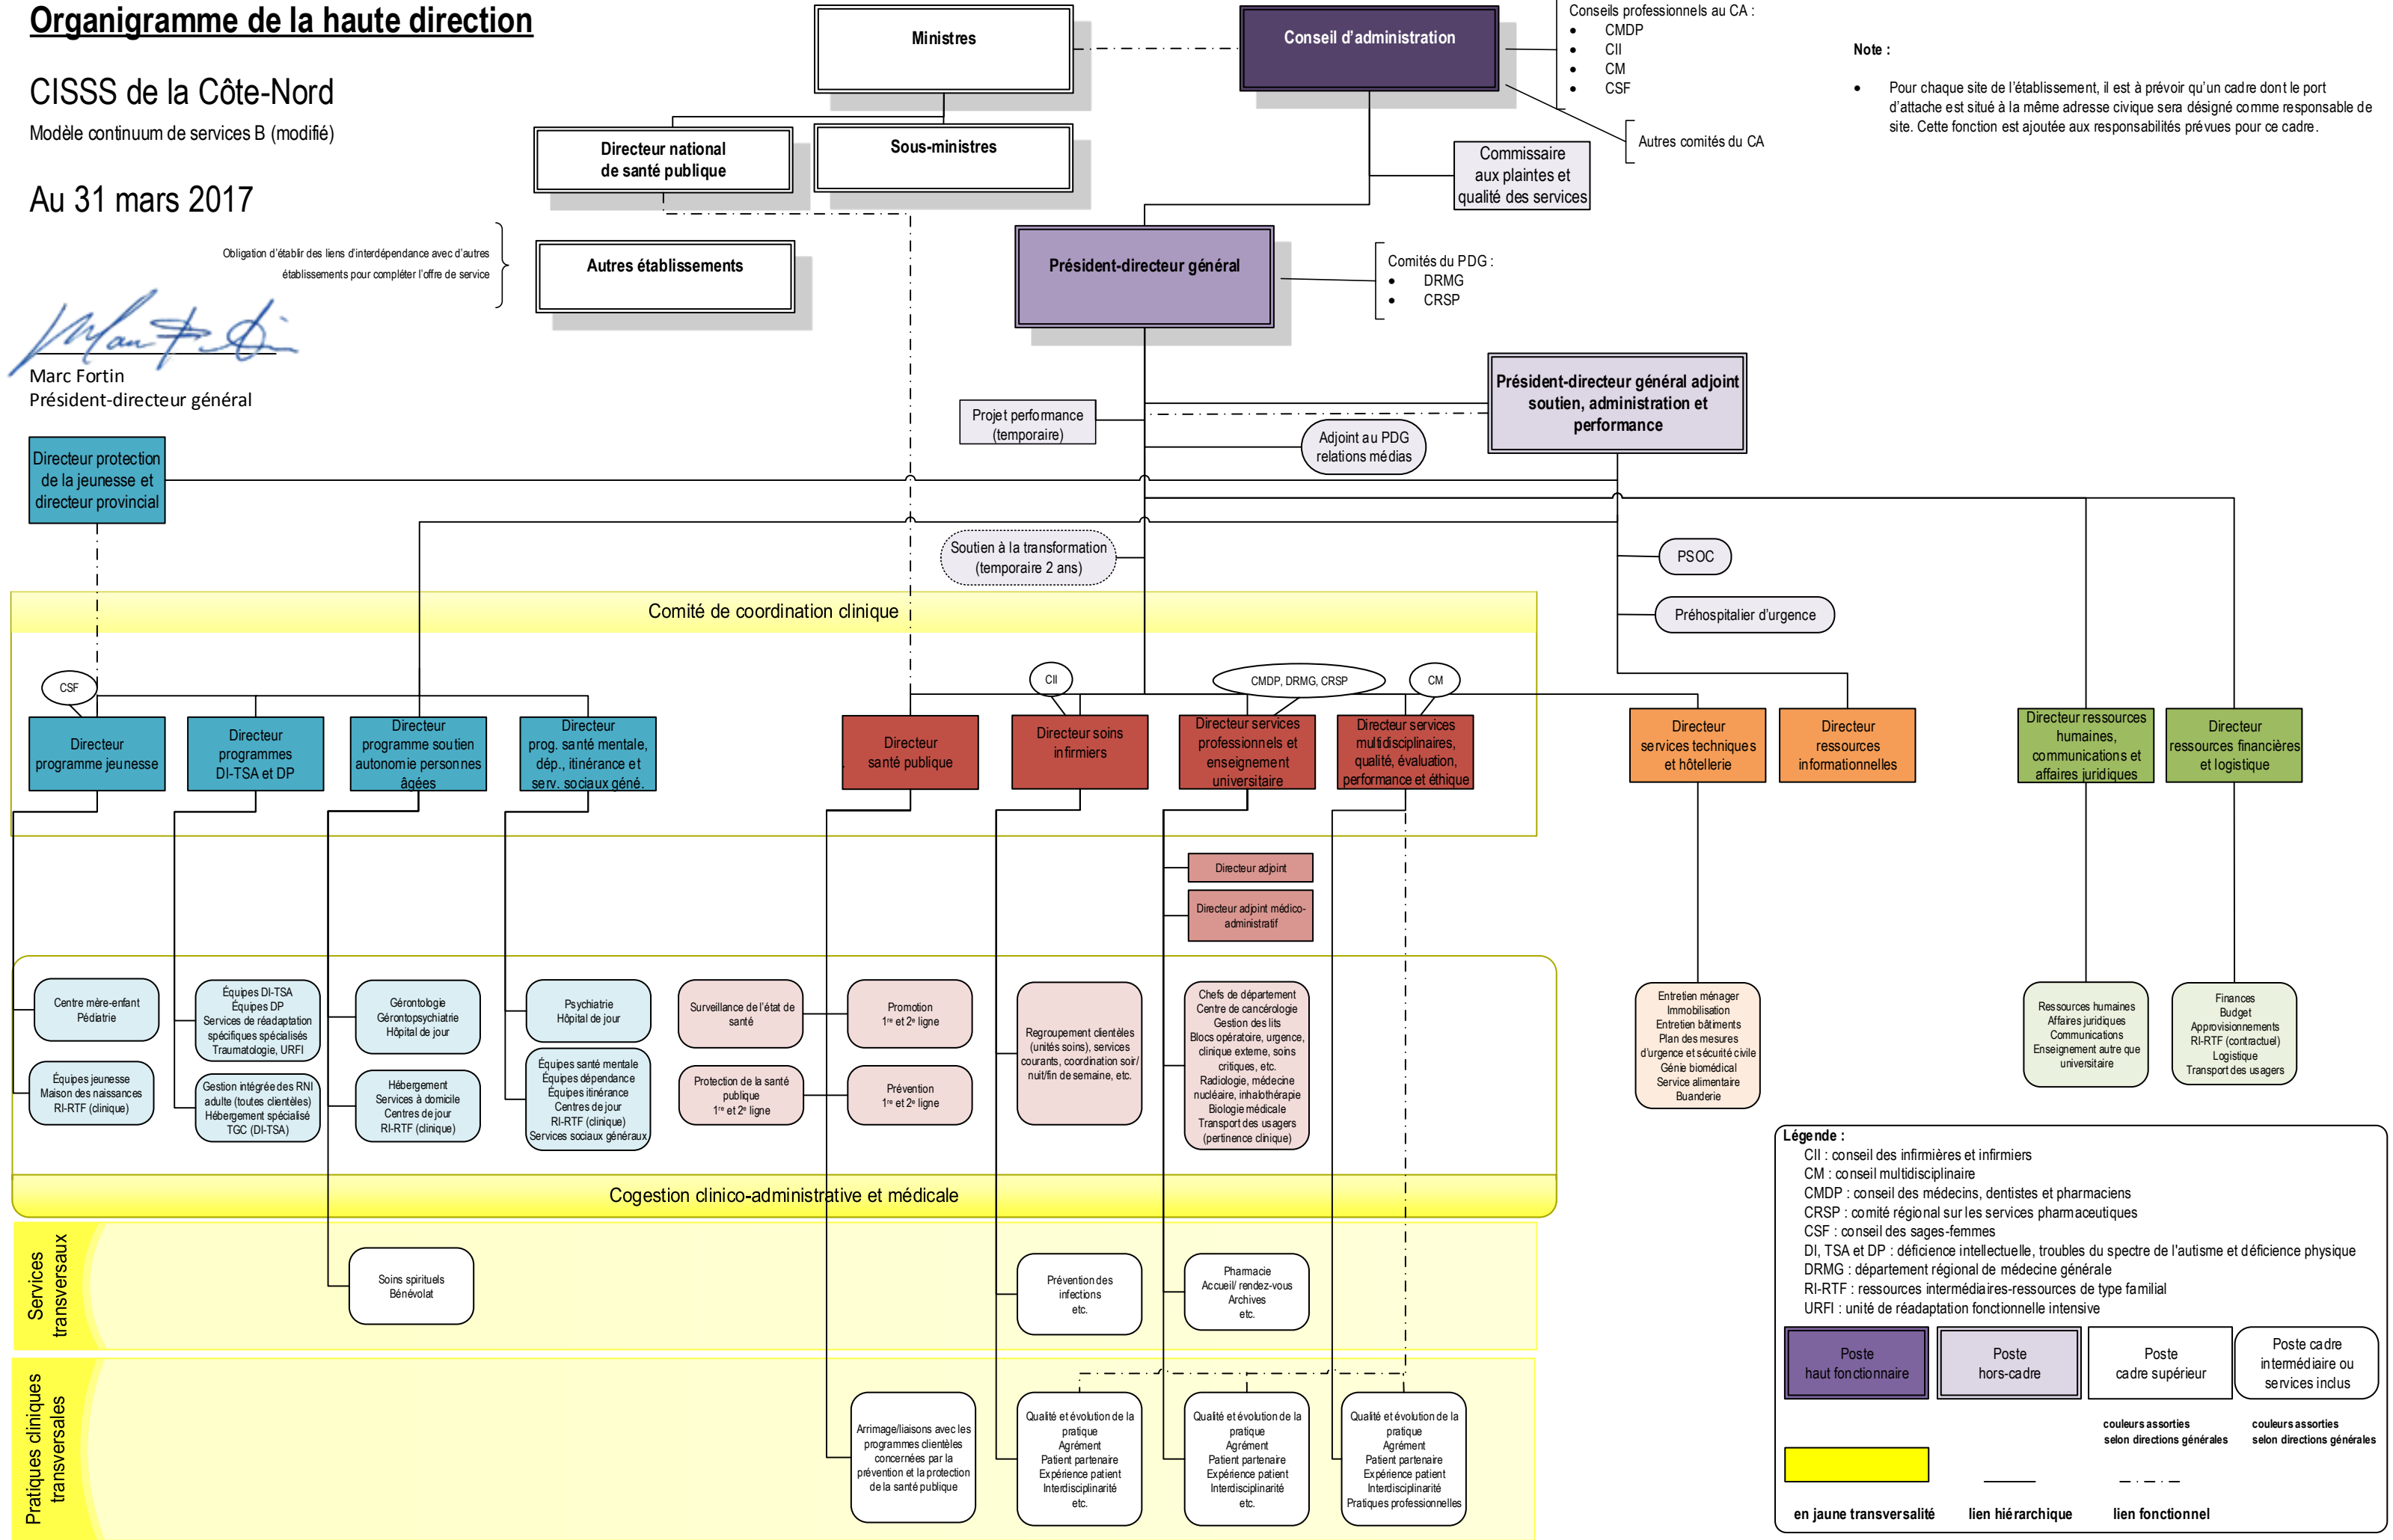 Organigramme de la haute direction
CISSS de la Côte-Nord
Modèle continuum de services B (modifié)
Au 31 mars 2017
Obligation d'établir des liens d'interdépendance avec d'autres
établissements pour compléter l'offre de service
Marc Fortin
Président-directeur général
Ministres
Conseil d'administration
Conseils professionnels au CA :
• CMDP
• CII
• CM
• CSF
Autres comités du CA
Note :
• Pour chaque site de l'établissement, il est à prévoir qu'un cadre dont le port
d'attache est situé à la même adresse civique sera désigné comme responsable de
site. Cette fonction est ajoutée aux responsabilités prévues pour ce cadre.
Directeur national
de santé publique
Sous-ministres
Commissaire
aux plaintes et
qualité des services
Autres établissements
Président-directeur général
Comités du PDG :
• DRMG
• CRSP
Président-directeur général adjoint
soutien, administration et
performance
Projet performance
(temporaire)
Adjoint au PDG
relations médias
Directeur protection
de la jeunesse et
directeur provincial
Soutien à la transformation
(temporaire 2 ans)
PSOC
Préhospitalier d'urgence
Comité de coordination clinique
CSF
CII
CMDP, DRMG, CRSP
CM
Directeur
programme jeunesse
Directeur
programmes
DI-TSA et DP
Directeur
programme soutien
autonomie personnes
âgées
Directeur
prog. santé mentale,
dép., itinérance et
serv. sociaux géné.
Directeur
santé publique
Directeur soins
infirmiers
Directeur services
professionnels et
enseignement
universitaire
Directeur services
multidisciplinaires,
qualité, évaluation,
performance et éthique
Directeur
services techniques
et hôtellerie
Directeur
ressources
informationnelles
Directeur ressources
humaines,
communications et
affaires juridiques
Directeur
ressources financières
et logistique
Directeur adjoint
Directeur adjoint médico-
administratif
Centre mère-enfant
Pédiatrie
Équipes jeunesse
Maison des naissances
RI-RTF (clinique)
Équipes DI-TSA
Équipes DP
Services de réadaptation
spécifiques spécialisés
Traumatologie, URFI
Gestion intégrée des RNI
adulte (toutes clientèles)
Hébergement spécialisé
TGC (DI-TSA)
Gérontologie
Gérontopsychiatrie
Hôpital de jour
Hébergement
Services à domicile
Centres de jour
RI-RTF (clinique)
Psychiatrie
Hôpital de jour
Équipes santé mentale
Équipes dépendance
Équipes itinérance
Centres de jour
RI-RTF (clinique)
Services sociaux généraux
Surveillance de l'état de
santé
Protection de la santé
publique
1re et 2e ligne
Promotion
1re et 2e ligne
Prévention
1re et 2e ligne
Regroupement clientèles
(unités soins), services
courants, coordination soir/
nuit/fin de semaine, etc.
Chefs de département
Centre de cancérologie
Gestion des lits
Blocs opératoire, urgence,
clinique externe, soins
critiques, etc.
Radiologie, médecine
nucléaire, inhalothérapie
Biologie médicale
Transport des usagers
(pertinence clinique)
Entretien ménager
Immobilisation
Entretien bâtiments
Plan des mesures
d'urgence et sécurité civile
Génie biomédical
Service alimentaire
Buanderie
Ressources humaines
Affaires juridiques
Communications
Enseignement autre que
universitaire
Finances
Budget
Approvisionnements
RI-RTF (contractuel)
Logistique
Transport des usagers
Cogestion clinico-administrative et médicale
Services
transversaux
Soins spirituels
Bénévolat
Prévention des
infections
etc.
Pharmacie
Accueil/ rendez-vous
Archives
etc.
Pratiques cliniques
transversales
Arrimage/liaisons avec les
programmes clientèles
concernées par la
prévention et la protection
de la santé publique
Qualité et évolution de la
pratique
Agrément
Patient partenaire
Expérience patient
Interdisciplinarité
etc.
Qualité et évolution de la
pratique
Agrément
Patient partenaire
Expérience patient
Interdisciplinarité
etc.
Qualité et évolution de la
pratique
Agrément
Patient partenaire
Expérience patient
Interdisciplinarité
Pratiques professionnelles
Légende :
CII : conseil des infirmières et infirmiers
CM : conseil multidisciplinaire
CMDP : conseil des médecins, dentistes et pharmaciens
CRSP : comité régional sur les services pharmaceutiques
CSF : conseil des sages-femmes
DI, TSA et DP : déficience intellectuelle, troubles du spectre de l'autisme et déficience physique
DRMG : département régional de médecine générale
RI-RTF : ressources intermédiaires-ressources de type familial
URFI : unité de réadaptation fonctionnelle intensive
Poste
haut fonctionnaire
Poste
hors-cadre
Poste
cadre supérieur
Poste cadre
intermédiaire ou
services inclus
couleurs assorties
selon directions générales
couleurs assorties
selon directions générales
en jaune transversalité
lien hiérarchique
lien fonctionnel